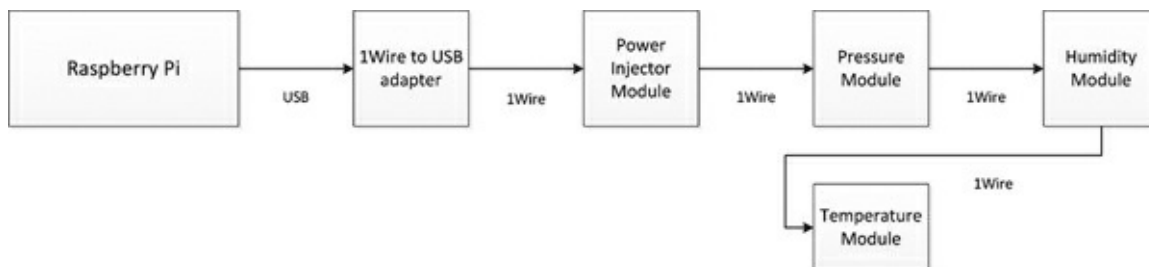 Raspberry Pi
USB
1Wire to USB
adapter
1Wire
Power
Injector
Module
1Wire
Pressure
Module
1Wire
Humidity
Module
1Wire
Temperature
Module